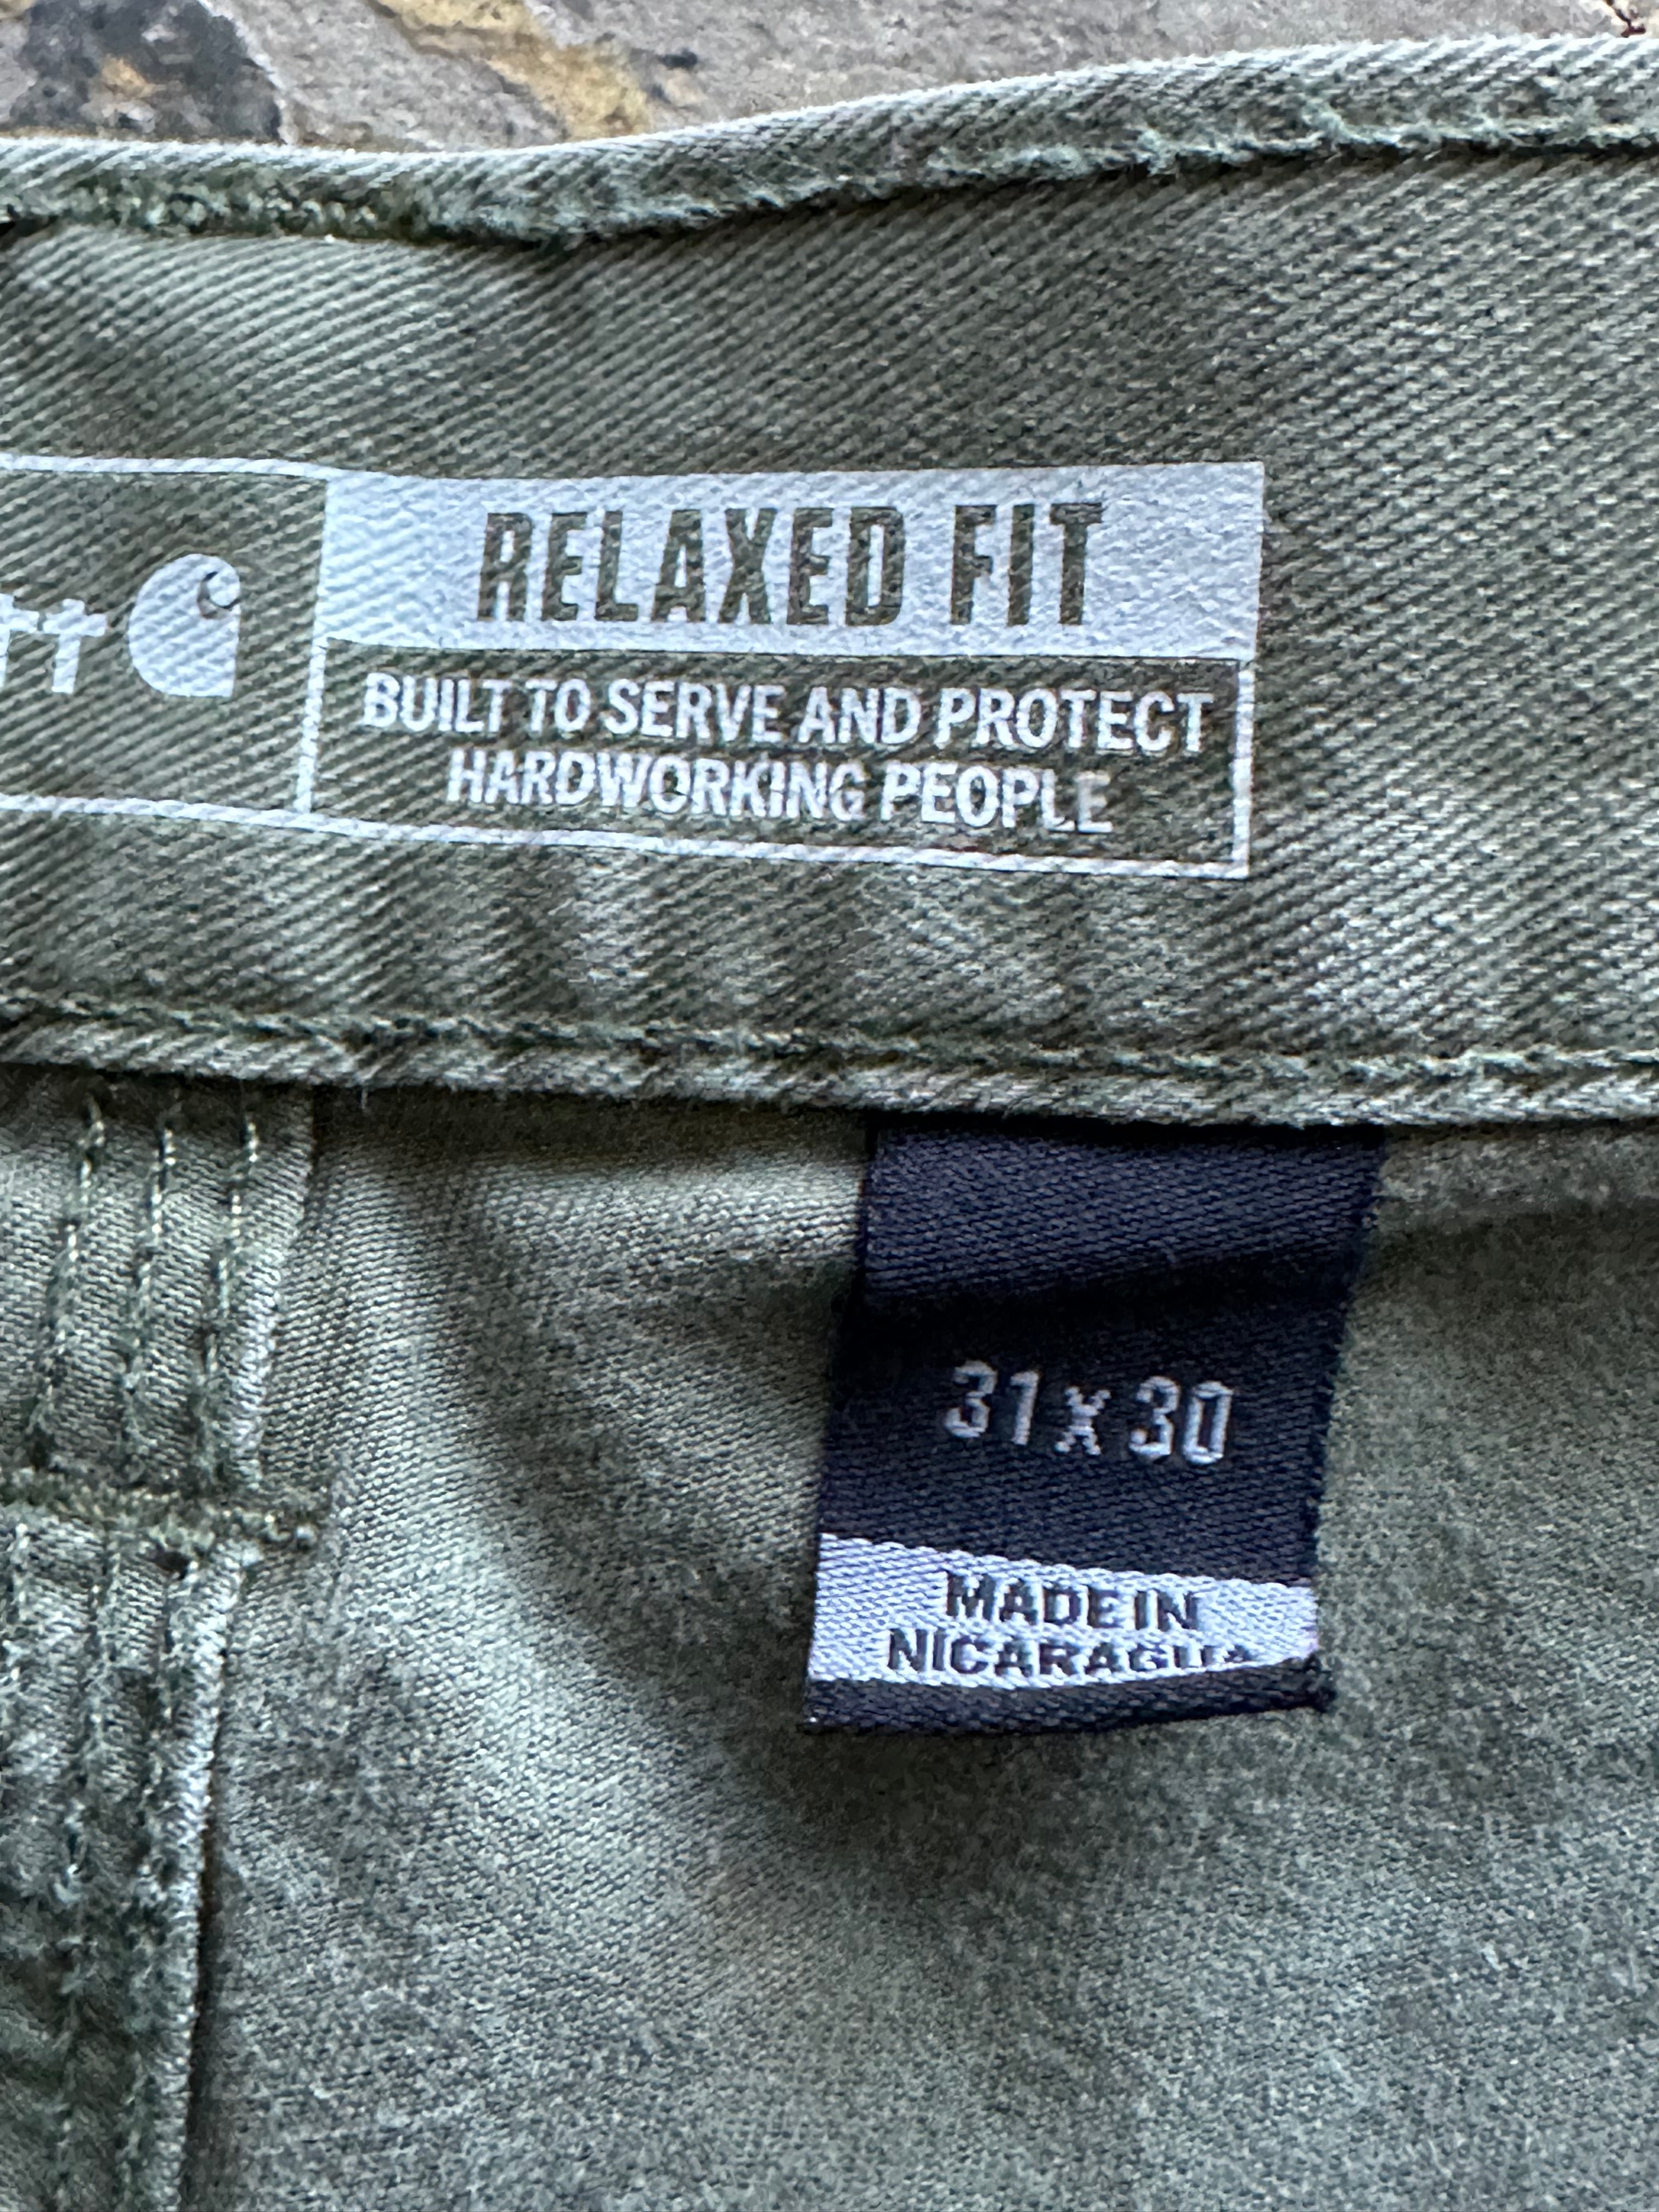 RELAXED FIT
BUILT TO SERVE AND PROTECT
HARDWORKING PEOPLE
31 x 30
MADE IN
NICARAGUA